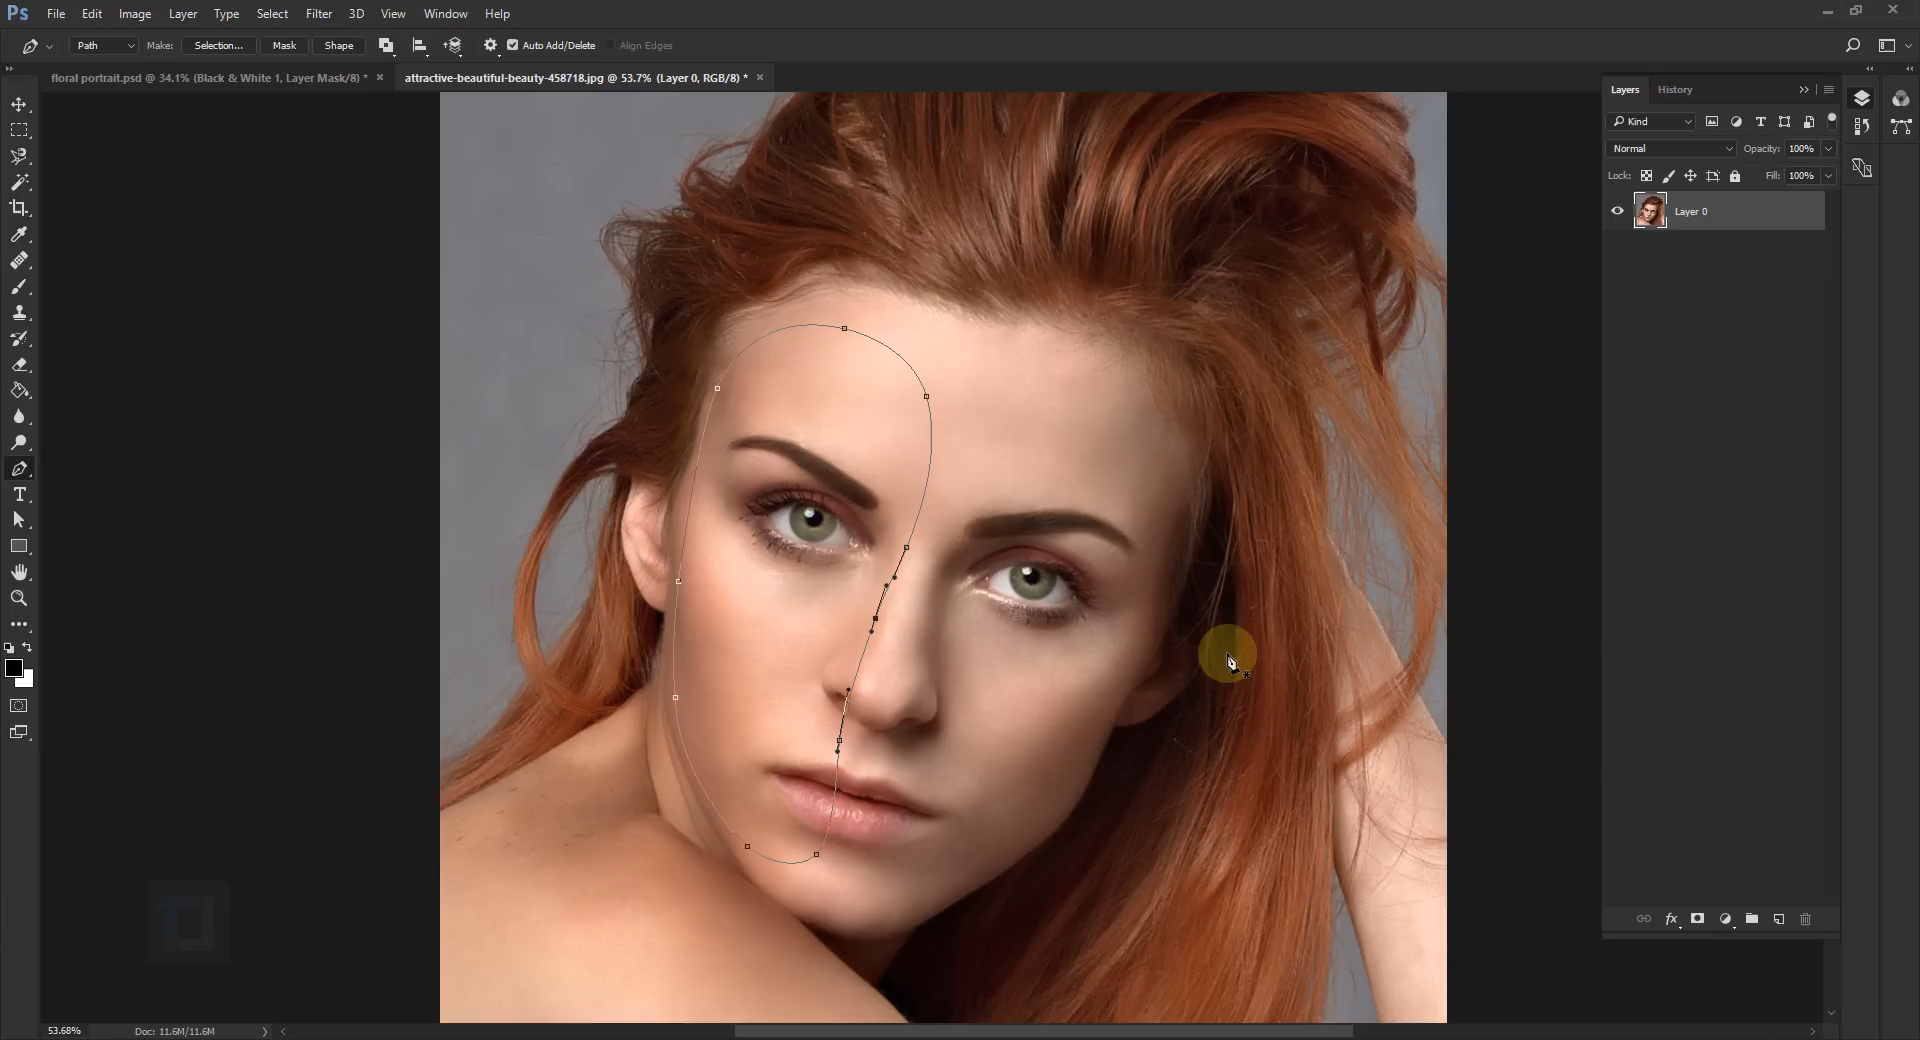 Ps File Edit Image Layer Type Select Filter 3D View Window Help
Path Make: Selection... Mask Shape Auto Add/Delete Align Edges
floral portrait.psd @ 34.1% (Black & White 1, Layer Mask/8) * × attractive-beautiful-beauty-458718.jpg @ 53.7% (Layer 0, RGB/8) * ×
Layers History
Kind
Normal Opacity: 100%
Lock: Fill: 100%
Layer 0
fx
53.68% Doc: 11.6M/11.6M